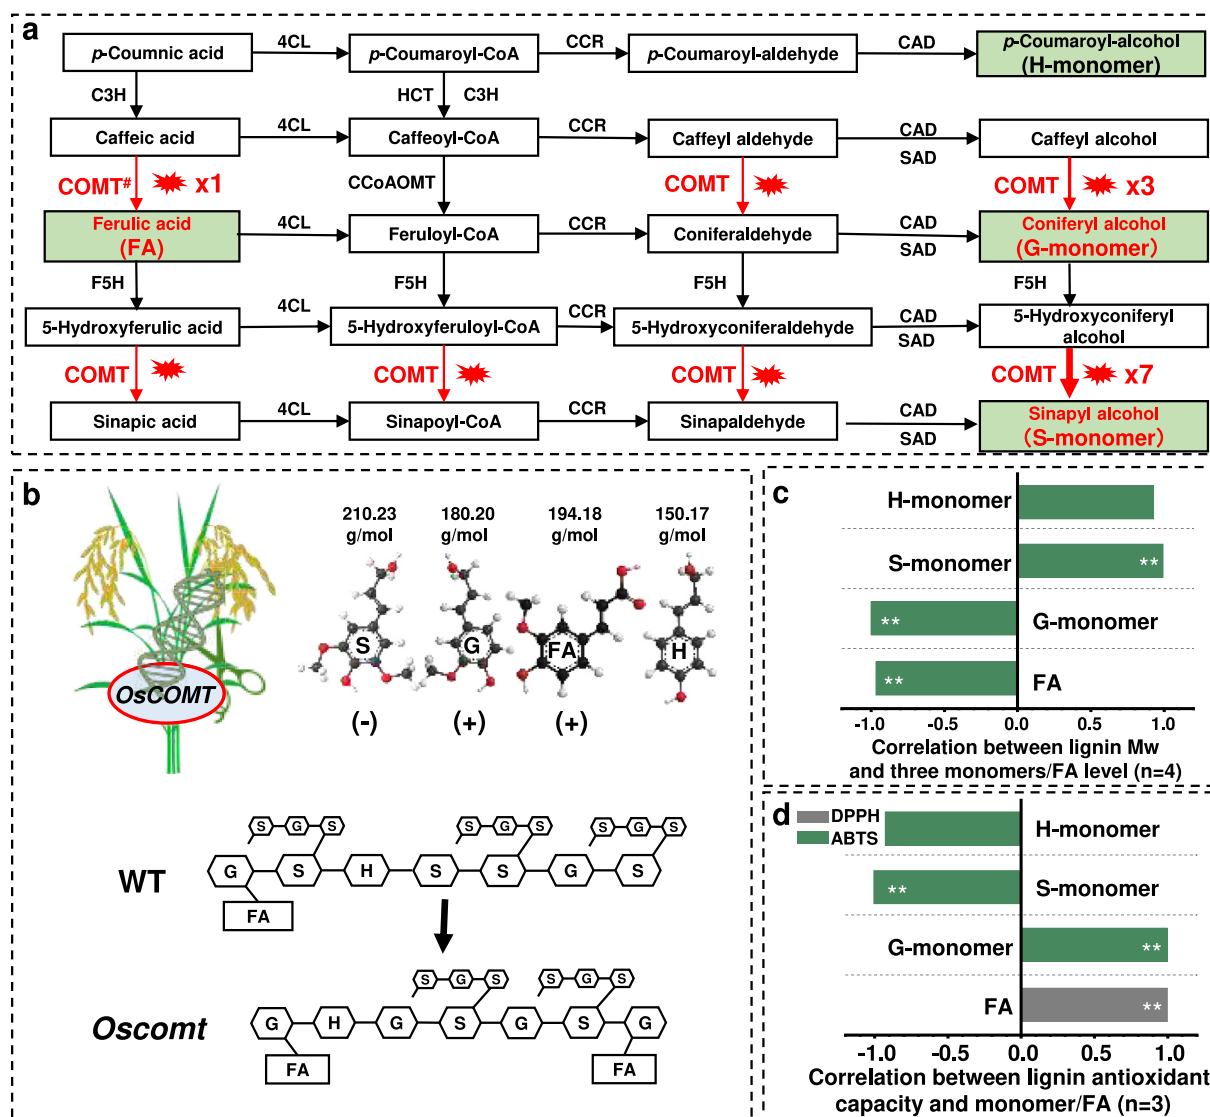 a
p-Coumnic acid 4CL p-Coumaroyl-CoA CCR p-Coumaroyl-aldehyde CAD p-Coumaroyl-alcohol
(H-monomer)
C3H HCT C3H
Caffeic acid 4CL Caffeoyl-CoA CCR Caffeyl aldehyde CAD Caffeyl alcohol
SAD
COMT# x1 CCoAOMT COMT COMT x3
Ferulic acid 4CL Feruloyl-CoA CCR Coniferaldehyde CAD Coniferyl alcohol
(FA) SAD (G-monomer)
F5H F5H F5H F5H
5-Hydroxyferulic acid 4CL 5-Hydroxyferuloyl-CoA CCR 5-Hydroxyconiferaldehyde CAD 5-Hydroxyconiferyl
SAD alcohol
COMT COMT COMT COMT x7
Sinapic acid 4CL Sinapoyl-CoA CCR Sinapaldehyde CAD Sinapyl alcohol
SAD (S-monomer)
b
210.23 180.20 194.18 150.17
g/mol g/mol g/mol g/mol
S G FA H
OsCOMT
(-) (+) (+)
S G S S G S S G S
WT G S H S S G S
FA
S G S S G S
Oscomt G H G S G S G
FA FA
c
H-monomer
S-monomer **
** G-monomer
** FA
-1.0 -0.5 0.0 0.5 1.0
Correlation between lignin Mw
and three monomers/FA level (n=4)
d
DPPH
ABTS
H-monomer
** S-monomer
G-monomer **
FA **
-1.0 -0.5 0.0 0.5 1.0
Correlation between lignin antioxidant
capacity and monomer/FA (n=3)